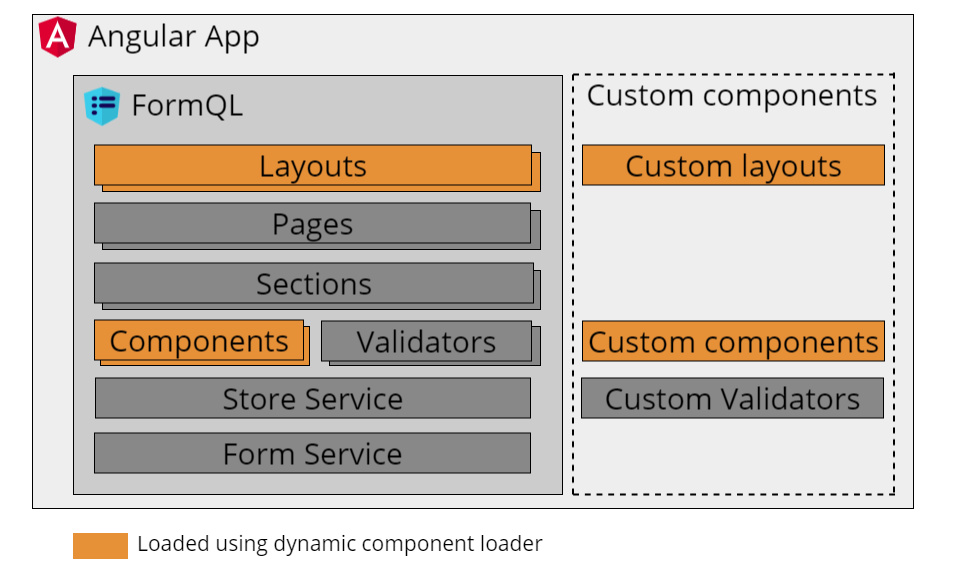 Angular App
FormQL
Custom components
Layouts
Custom layouts
Pages
Sections
Components
Validators
Custom components
Store Service
Custom Validators
Form Service
Loaded using dynamic component loader